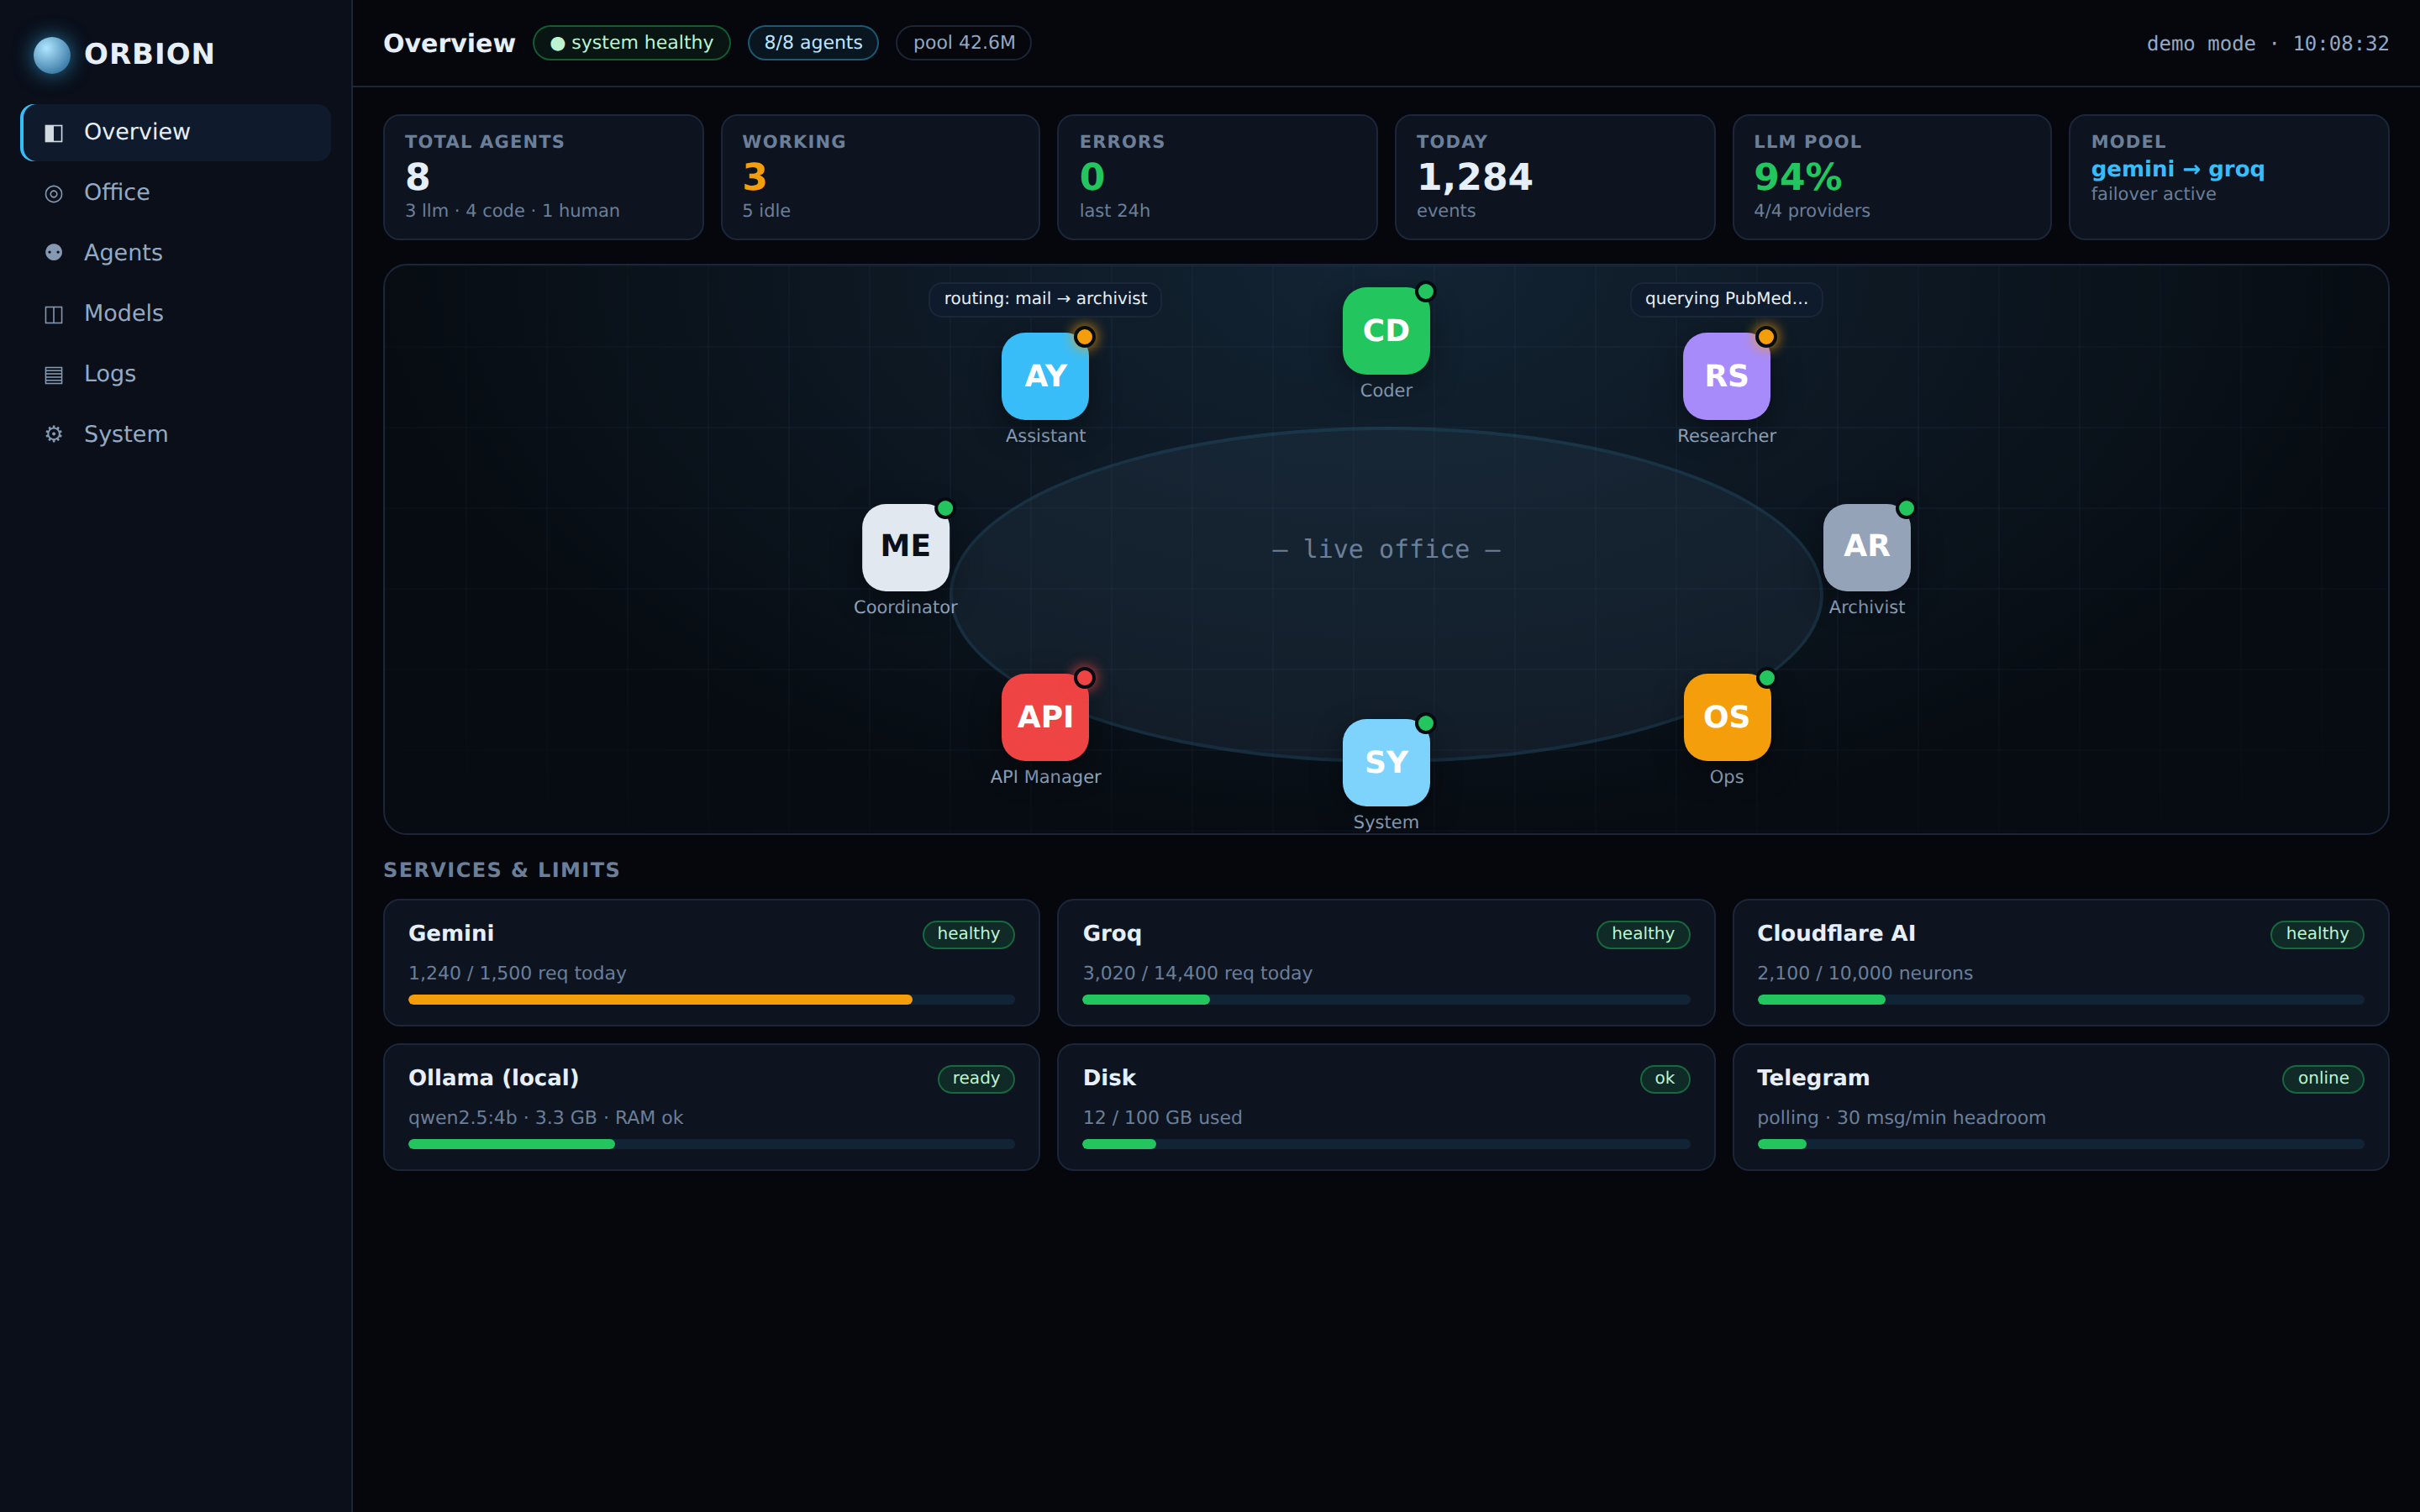 ORBION
Overview
Office
Agents
Models
Logs
System
Overview
● system healthy
8/8 agents
pool 42.6M
demo mode · 10:08:32
TOTAL AGENTS
8
3 llm · 4 code · 1 human
WORKING
3
5 idle
ERRORS
0
last 24h
TODAY
1,284
events
LLM POOL
94%
4/4 providers
MODEL
gemini → groq
failover active
routing: mail → archivist
AY
Assistant
CD
Coder
querying PubMed…
RS
Researcher
ME
Coordinator
— live office —
AR
Archivist
API
API Manager
SY
System
OS
Ops
SERVICES & LIMITS
Gemini
healthy
1,240 / 1,500 req today
Groq
healthy
3,020 / 14,400 req today
Cloudflare AI
healthy
2,100 / 10,000 neurons
Ollama (local)
ready
qwen2.5:4b · 3.3 GB · RAM ok
Disk
ok
12 / 100 GB used
Telegram
online
polling · 30 msg/min headroom